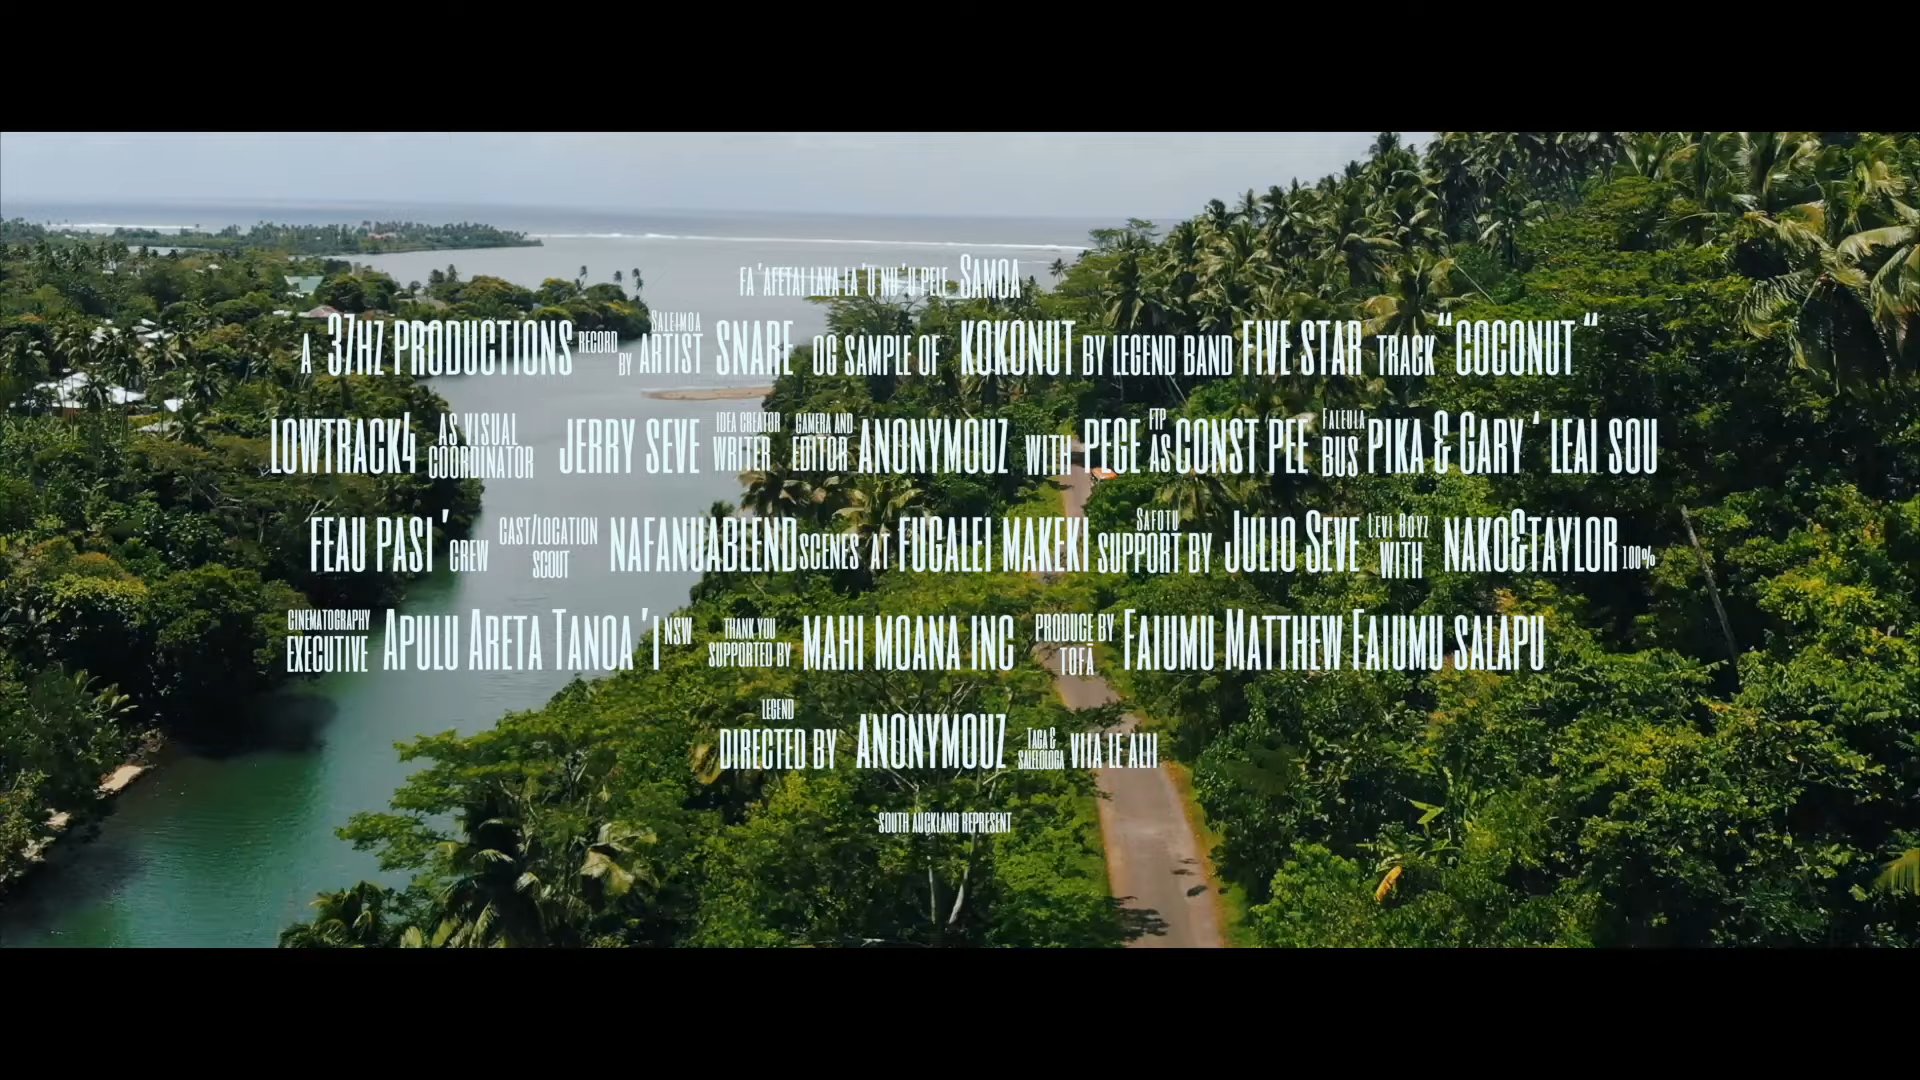 FA 'AFETAI LAVA LA 'U NU 'U PELE SAMOA
A 37HZ PRODUCTIONS RECORD BY SALEIMOA ARTIST SNARE OG SAMPLE OF KOKONUT BY LEGEND BAND FIVE STAR TRACK "COCONUT "
LOWTRACK4 AS VISUAL COORDINATOR JERRY SEVE IDEA CREATOR WRITER CAMERA AND EDITOR ANONYMOUZ WITH PEGE FTP AS CONST PEE FALEULA BUS PIKA & GARY ' LEAI SOU
FEAU PASI ' CREW CAST/LOCATION SCOUT NAFANUABLEND SCENES AT FUGALEI MAKEKI SAFOTU SUPPORT BY JULIO SEVE LEVI BOYZ WITH NAKO&TAYLOR 100%
CINEMATOGRAPHY EXECUTIVE APULU ARETA TANOA 'I NSW THANK YOU SUPPORTED BY MAHI MOANA INC PRODUCE BY TOFĀ FAIUMU MATTHEW FAIUMU SALAPU
LEGEND DIRECTED BY ANONYMOUZ TAGA & SALELOLOGA VIIA LE ALII
SOUTH AUCKLAND REPRESENT